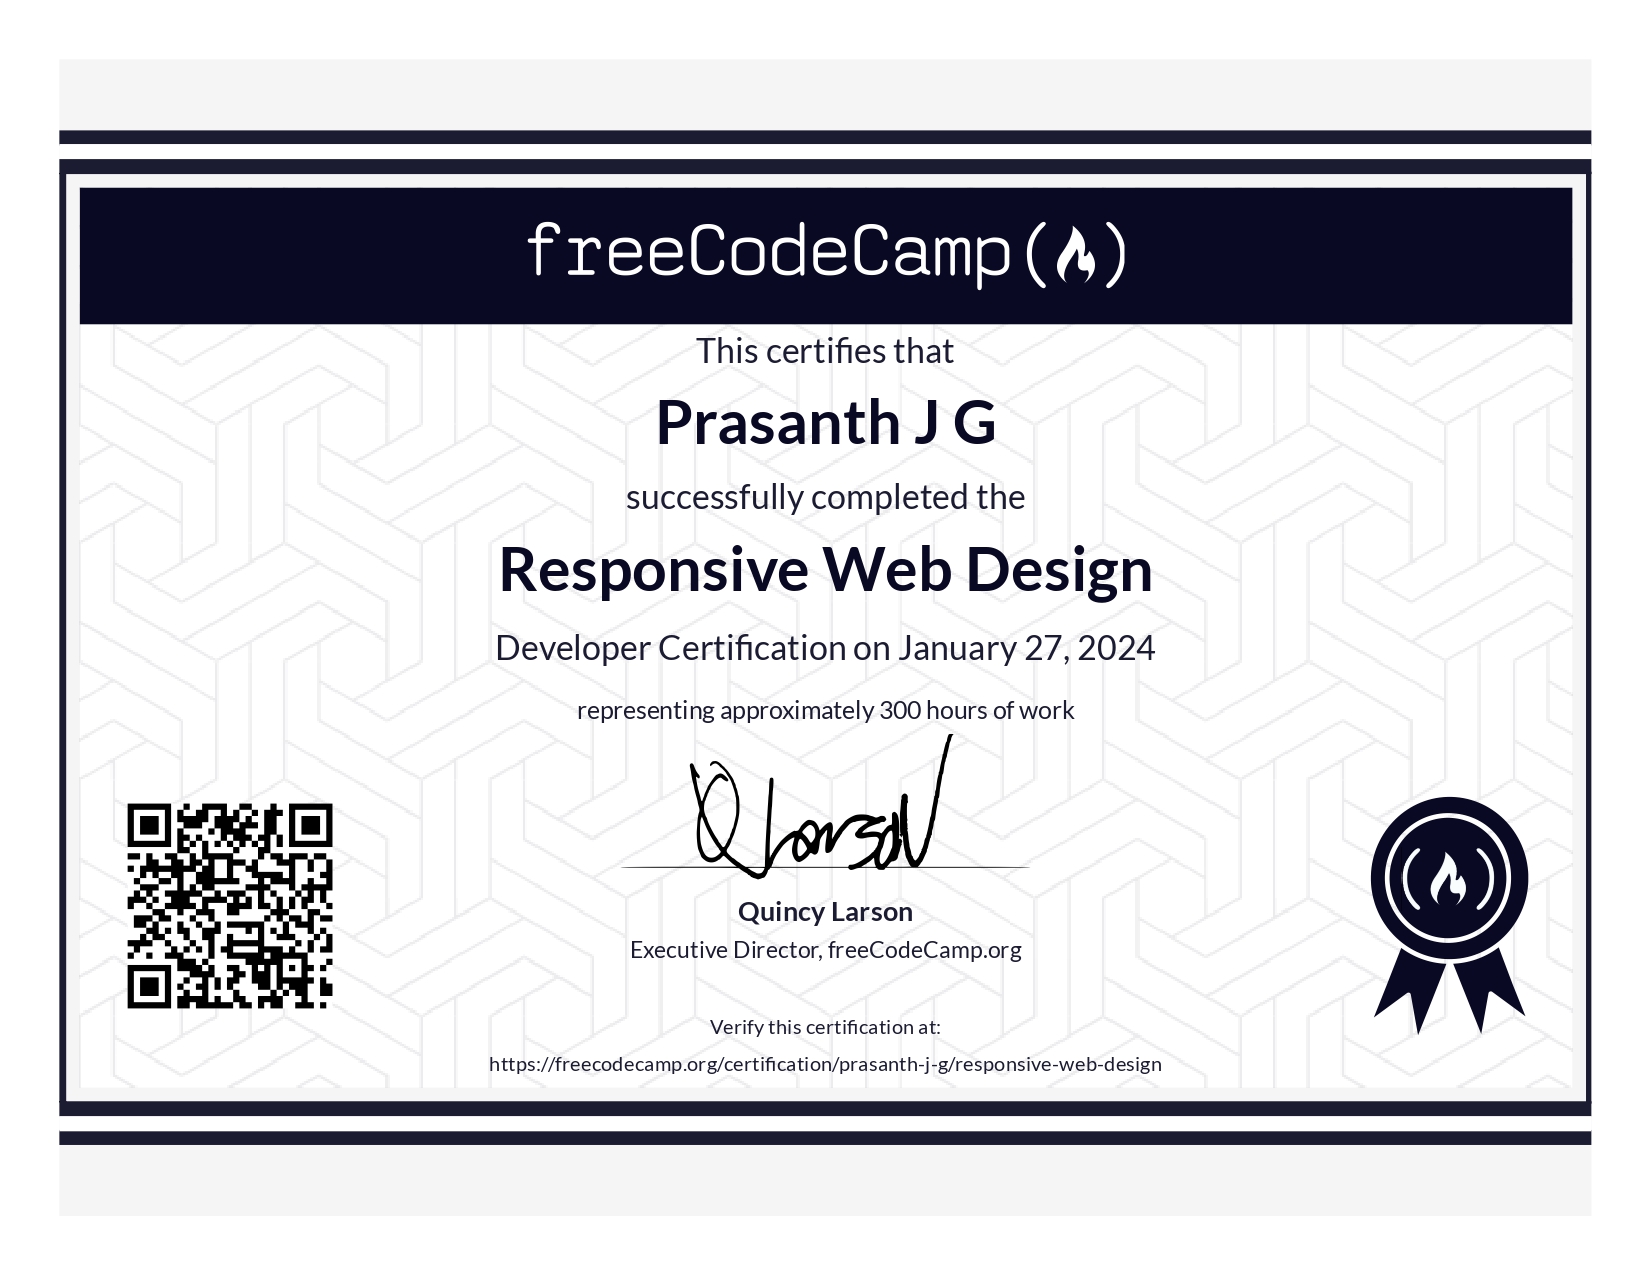 freeCodeCamp(🔥)
This certifies that
Prasanth J G
successfully completed the
Responsive Web Design
Developer Certification on January 27, 2024
representing approximately 300 hours of work
QLarson
Quincy Larson
Executive Director, freeCodeCamp.org
Verify this certification at:
https://freecodecamp.org/certification/prasanth-j-g/responsive-web-design